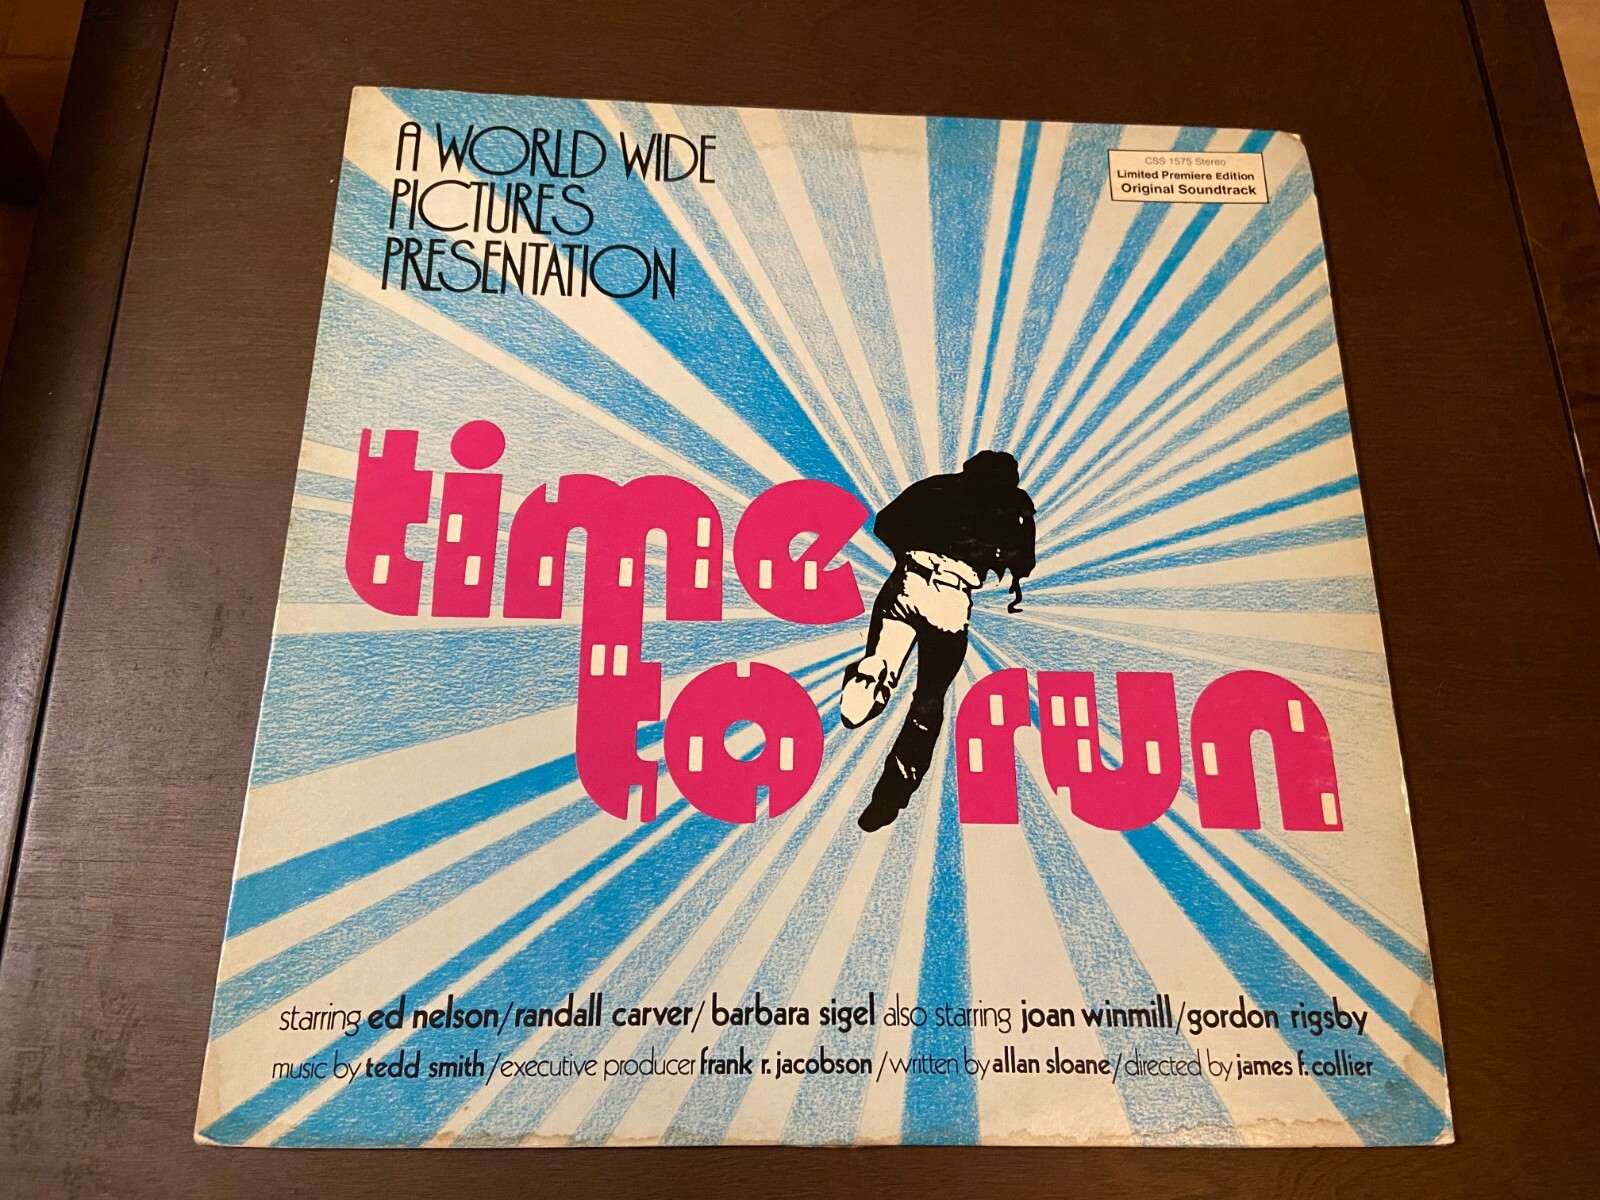 A WORLD WIDE
PICTURES
PRESENTATION
CSS 1575 Stereo
Limited Premiere Edition
Original Soundtrack
time
to run
starring ed nelson/randall carver/barbara sigel also starring joan winmill/gordon rigsby
music by tedd smith/executive producer frank r. jacobson/written by allan sloane/directed by james f. collier